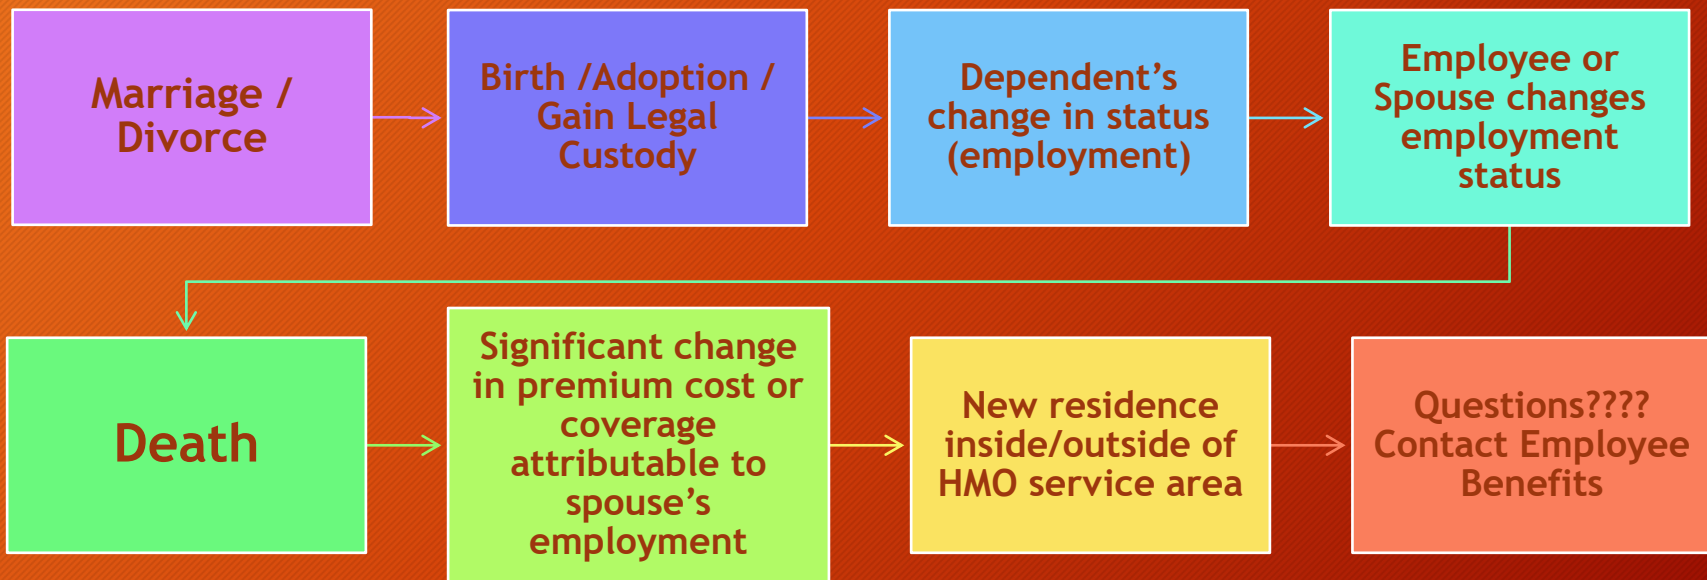 Marriage /
Divorce
Birth /Adoption /
Gain Legal
Custody
Dependent’s
change in status
(employment)
Employee or
Spouse changes
employment
status
Death
Significant change
in premium cost or
coverage
attributable to
spouse’s
employment
New residence
inside/outside of
HMO service area
Questions????
Contact Employee
Benefits